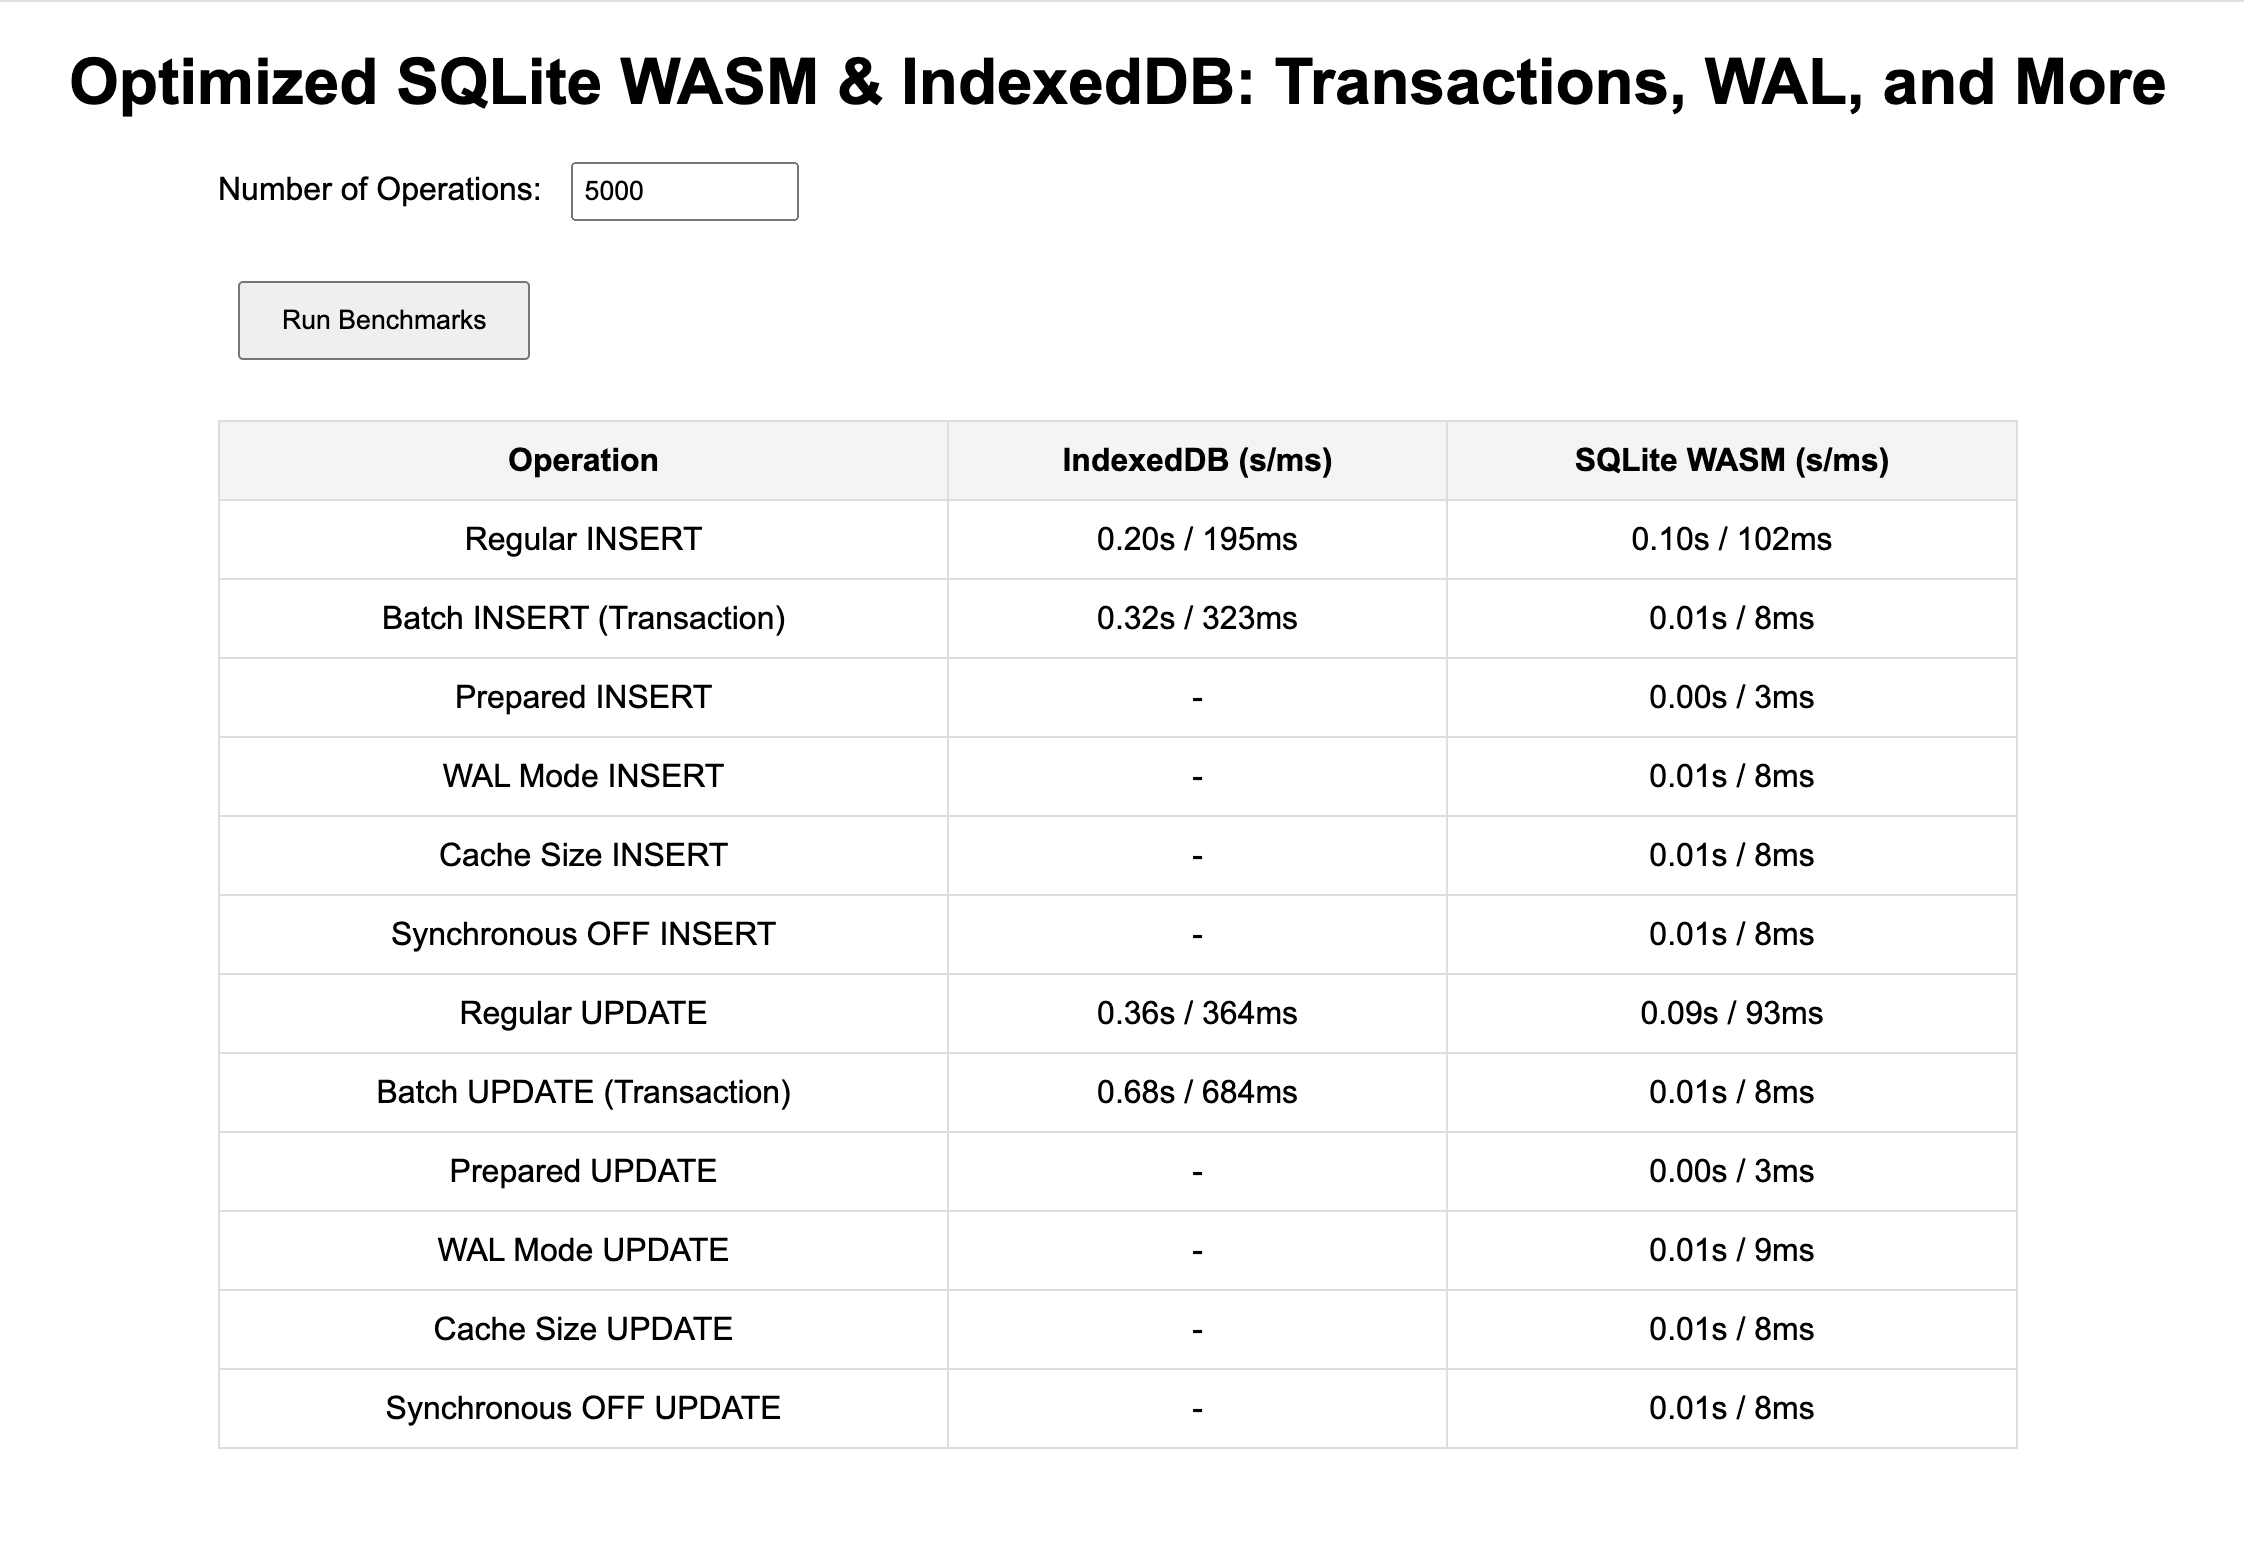 Optimized SQLite WASM & IndexedDB: Transactions, WAL, and More
Number of Operations: 5000
Run Benchmarks
Operation IndexedDB (s/ms) SQLite WASM (s/ms)
Regular INSERT 0.20s / 195ms 0.10s / 102ms
Batch INSERT (Transaction) 0.32s / 323ms 0.01s / 8ms
Prepared INSERT - 0.00s / 3ms
WAL Mode INSERT - 0.01s / 8ms
Cache Size INSERT - 0.01s / 8ms
Synchronous OFF INSERT - 0.01s / 8ms
Regular UPDATE 0.36s / 364ms 0.09s / 93ms
Batch UPDATE (Transaction) 0.68s / 684ms 0.01s / 8ms
Prepared UPDATE - 0.00s / 3ms
WAL Mode UPDATE - 0.01s / 9ms
Cache Size UPDATE - 0.01s / 8ms
Synchronous OFF UPDATE - 0.01s / 8ms